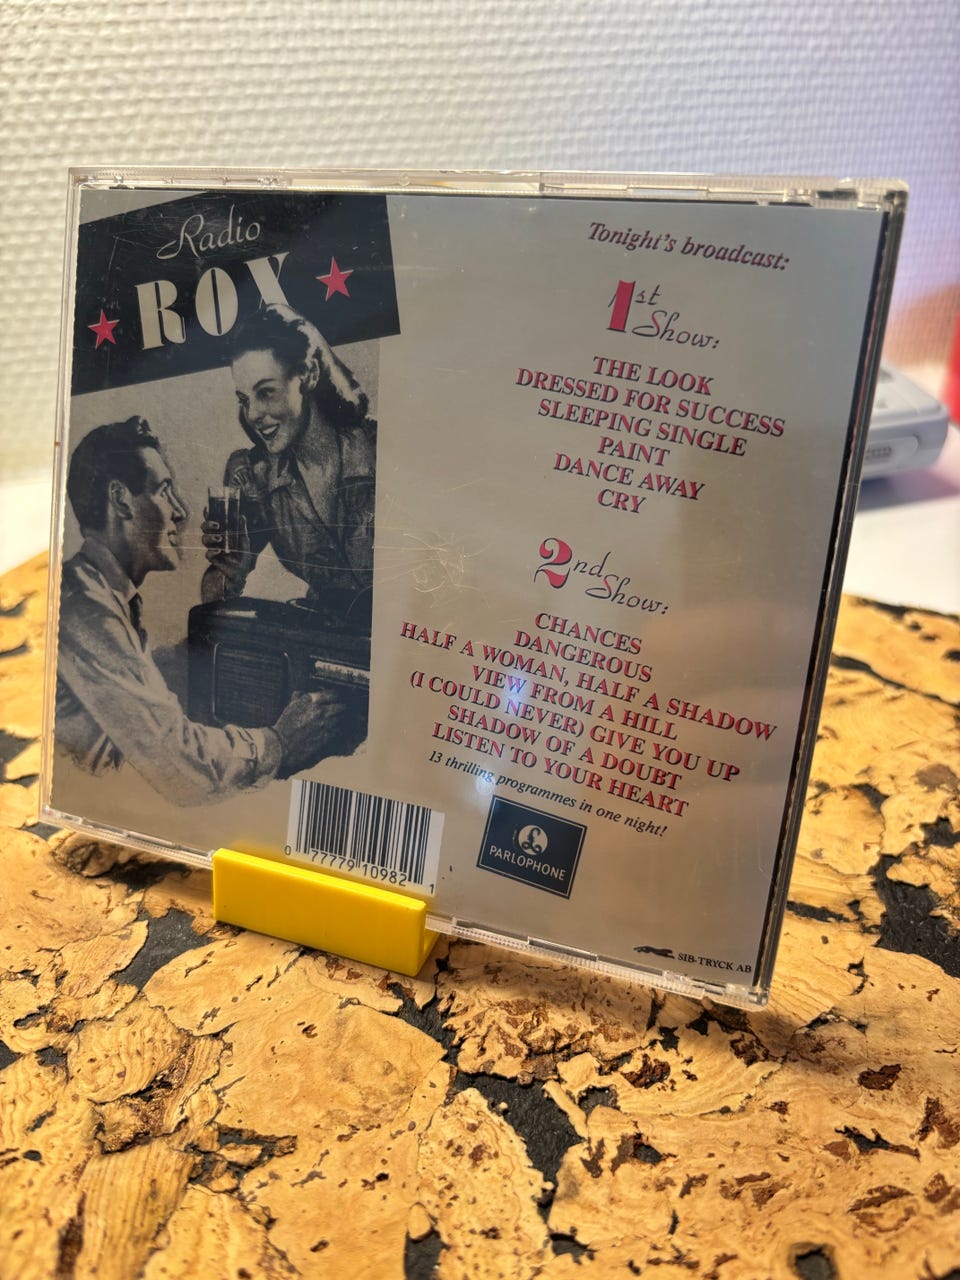 Radio
ROX
Tonight's broadcast:
1st Show:
THE LOOK
DRESSED FOR SUCCESS
SLEEPING SINGLE
PAINT
DANCE AWAY
CRY
2nd Show:
CHANCES
DANGEROUS
HALF A WOMAN, HALF A SHADOW
VIEW FROM A HILL
(I COULD NEVER) GIVE YOU UP
SHADOW OF A DOUBT
LISTEN TO YOUR HEART
13 thrilling programmes in one night!
0 77779 10982 1
PARLOPHONE
SIB-TRYCK AB